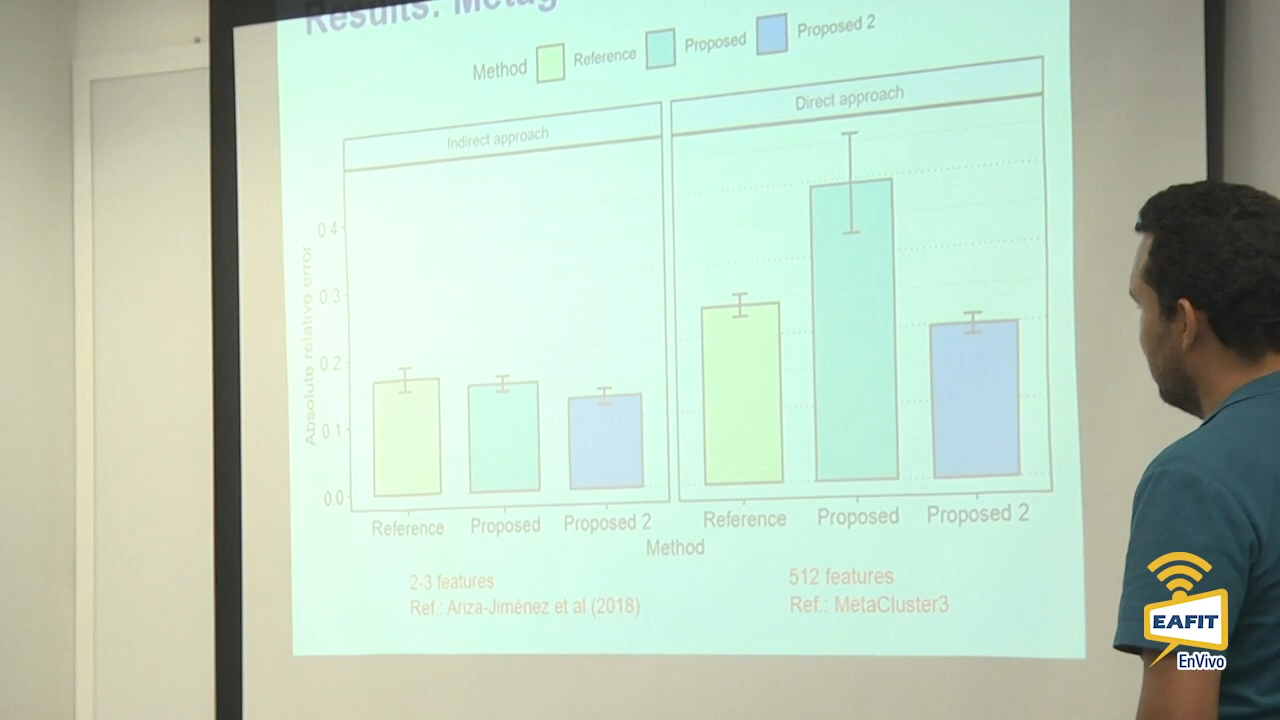 Results: Metag
Method Reference Proposed Proposed 2
Indirect approach
Direct approach
Absolute relative error
0.4
0.3
0.2
0.1
0.0
Reference Proposed Proposed 2
Reference Proposed Proposed 2
Method
2-3 features
Ref.: Ariza-Jiménez et al (2018)
512 features
Ref.: MetaCluster3
EAFIT
EnVivo